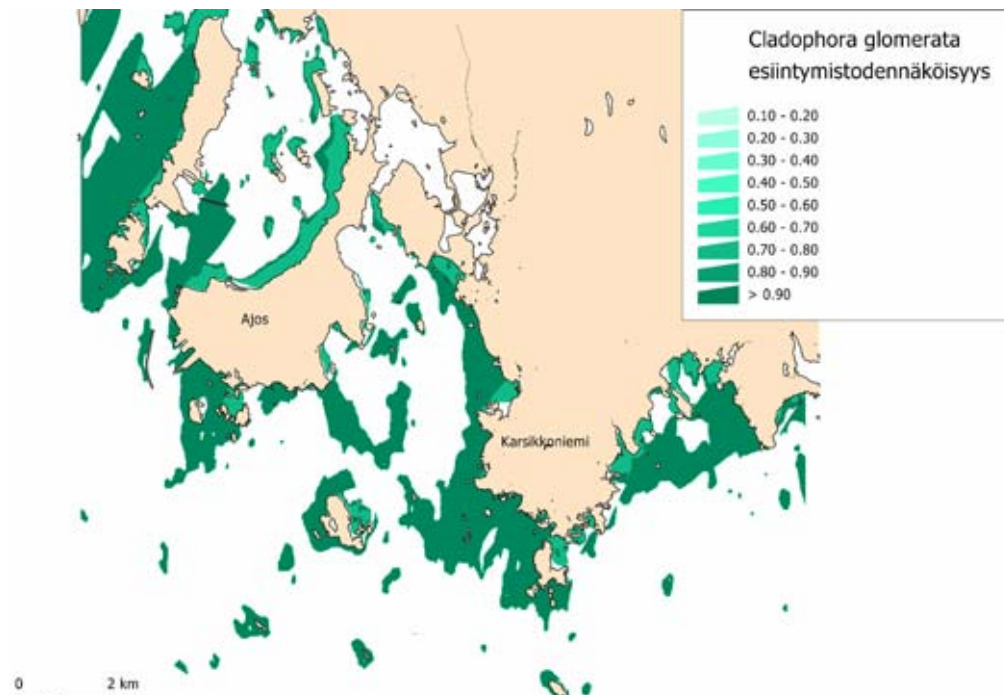 Cladophora glomerata
esiintymistodennäköisyys
0.10 - 0.20
0.20 - 0.30
0.30 - 0.40
0.40 - 0.50
0.50 - 0.60
0.60 - 0.70
0.70 - 0.80
0.80 - 0.90
> 0.90
Ajos
Karsikkoniemi
0 2 km